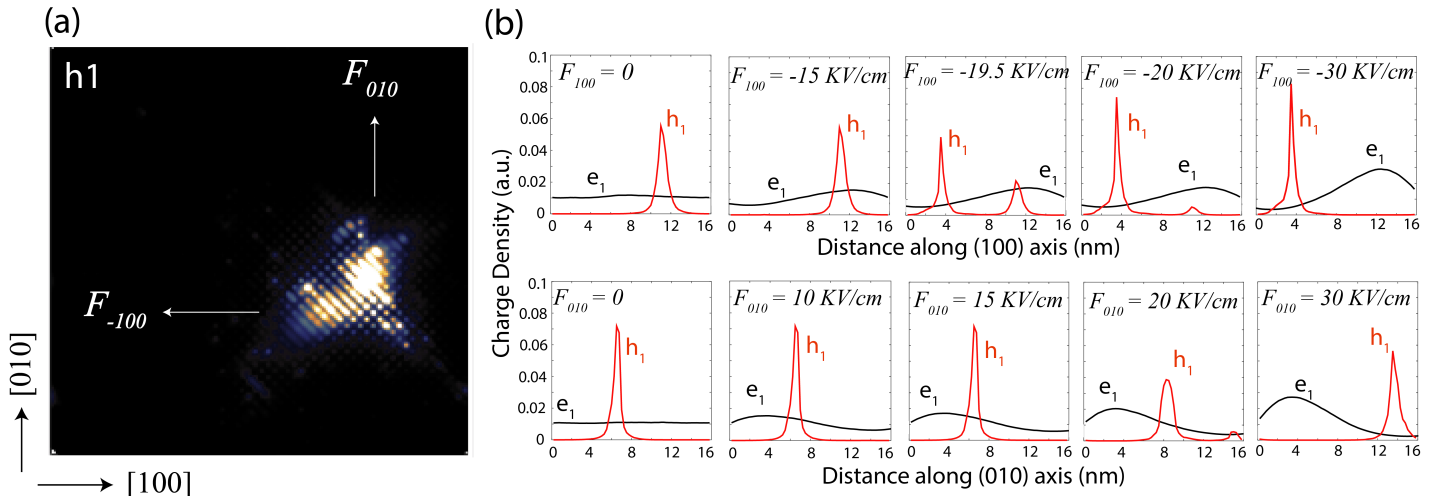 (a)
h1
F010
F-100
[010]
[100]
(b)
Charge Density (a.u.)
0.1
0.08
0.06
0.04
0.02
0
F100 = 0
h1
e1
0 4 8 12 16
F100 = -15 KV/cm
h1
e1
0 4 8 12 16
F100 = -19.5 KV/cm
h1
e1
0 4 8 12 16
F100 = -20 KV/cm
h1
e1
0 4 8 12 16
F100 = -30 KV/cm
h1
e1
0 4 8 12 16
Distance along (100) axis (nm)
0.1
0.08
0.06
0.04
0.02
0
F010 = 0
h1
e1
0 4 8 12 16
F010 = 10 KV/cm
h1
e1
0 4 8 12 16
F010 = 15 KV/cm
h1
e1
0 4 8 12 16
F010 = 20 KV/cm
h1
e1
0 4 8 12 16
F010 = 30 KV/cm
h1
e1
0 4 8 12 16
Distance along (010) axis (nm)